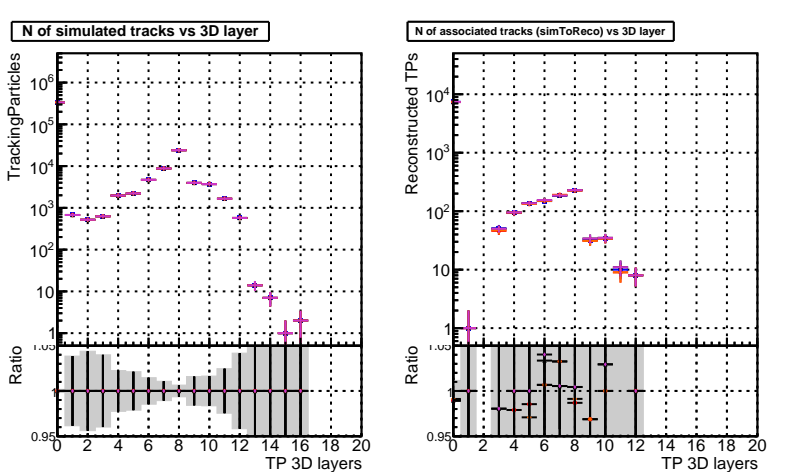 N of simulated tracks vs 3D layer
TrackingParticles
10^6
10^5
10^4
10^3
10^2
10
1
Ratio
1.05
1
0.95
0 2 4 6 8 10 12 14 16 18 20
TP 3D layers
N of associated tracks (simToReco) vs 3D layer
Reconstructed TPs
10^4
10^3
10^2
10
1
Ratio
1.05
1
0.95
0 2 4 6 8 10 12 14 16 18 20
TP 3D layers